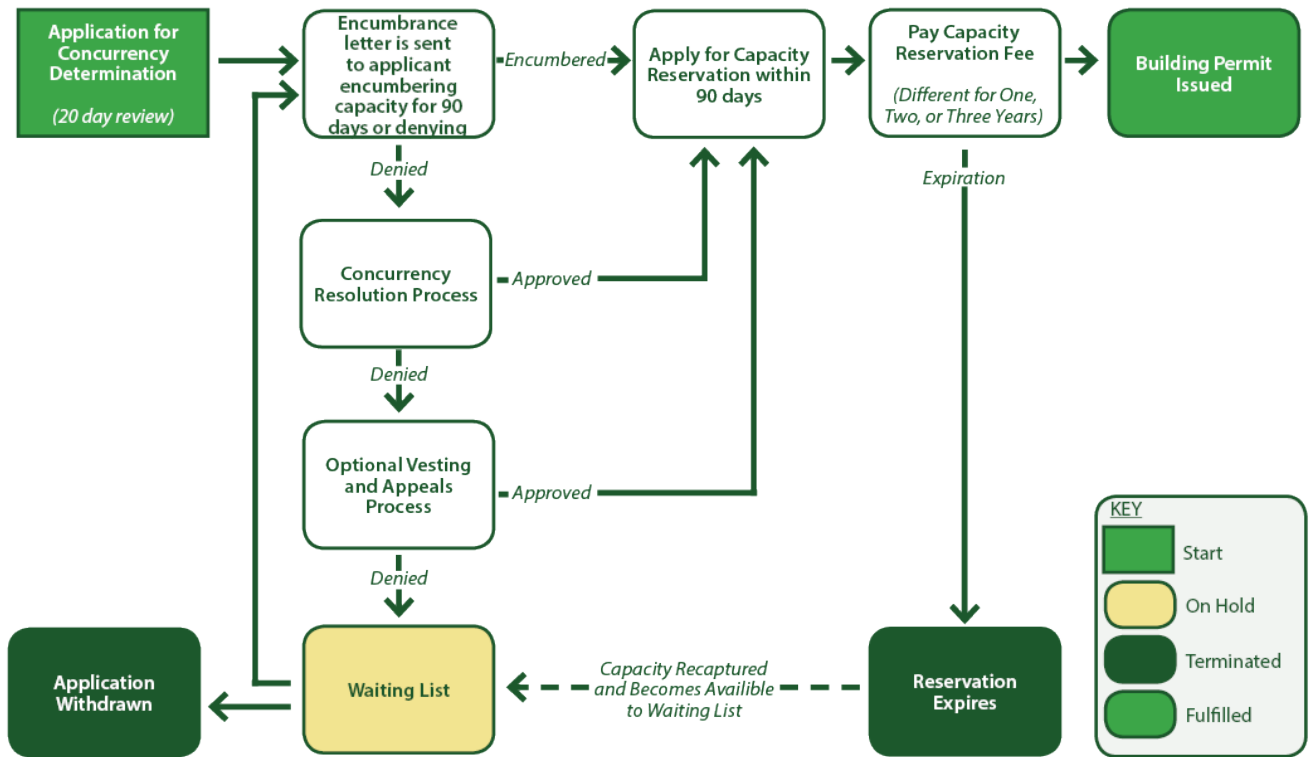 Application for
Concurrency
Determination
(20 day review)
Encumbrance
letter is sent
to applicant
encumbering
capacity for 90
days or denying
Encumbered
Apply for Capacity
Reservation within
90 days
Pay Capacity
Reservation Fee
(Different for One,
Two, or Three Years)
Building Permit
Issued
Denied
Expiration
Concurrency
Resolution Process
Approved
Denied
Optional Vesting
and Appeals
Process
Approved
Denied
Application
Withdrawn
Waiting List
Capacity Recaptured
and Becomes Availible
to Waiting List
Reservation
Expires
KEY
Start
On Hold
Terminated
Fulfilled